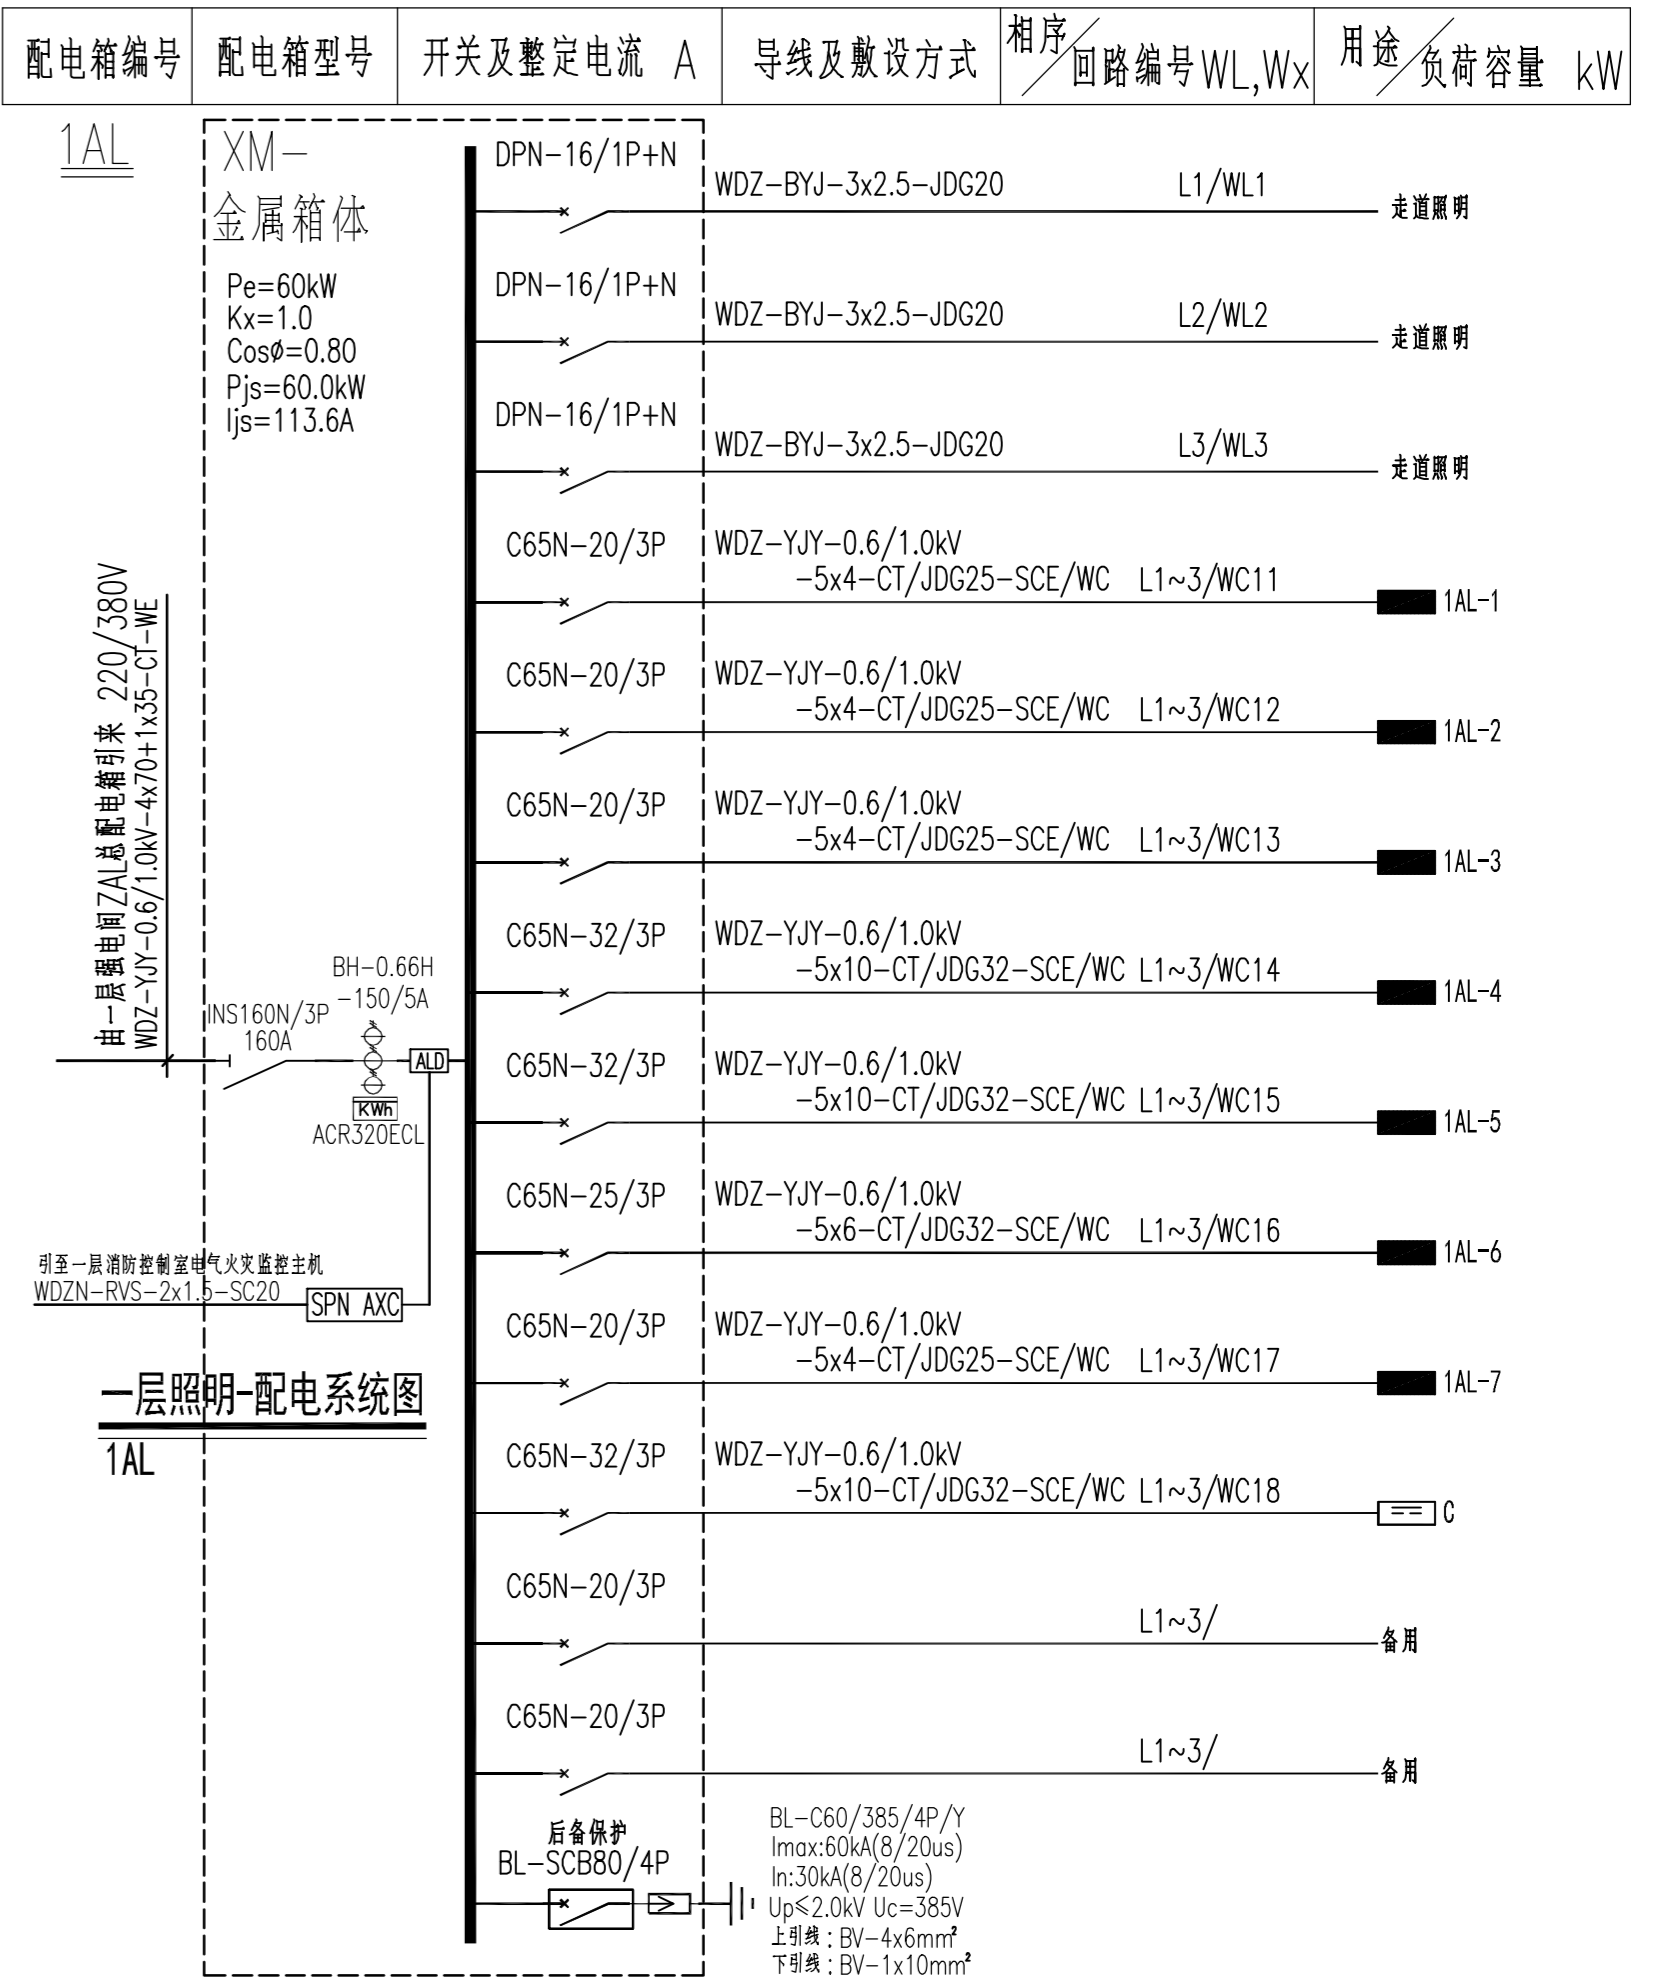 配电箱编号
配电箱型号
开关及整定电流 A
导线及敷设方式
相序/回路编号WL,Wx
用途/负荷容量 kW
1AL
XM-
金属箱体
Pe=60kW
Kx=1.0
Cosø=0.80
Pjs=60.0kW
Ijs=113.6A
由一层强电间ZAL总配电箱引来 220/380V
WDZ-YJY-0.6/1.0kV-4x70+1x35-CT-WE
INS160N/3P
160A
BH-0.66H
-150/5A
ALD
KWh
ACR320ECL
引至一层消防控制室电气火灾监控主机
WDZN-RVS-2x1.5-SC20
SPN AXC
一层照明-配电系统图
1AL
DPN-16/1P+N
WDZ-BYJ-3x2.5-JDG20 L1/WL1
走道照明
DPN-16/1P+N
WDZ-BYJ-3x2.5-JDG20 L2/WL2
走道照明
DPN-16/1P+N
WDZ-BYJ-3x2.5-JDG20 L3/WL3
走道照明
C65N-20/3P WDZ-YJY-0.6/1.0kV
-5x4-CT/JDG25-SCE/WC L1~3/WC11
1AL-1
C65N-20/3P WDZ-YJY-0.6/1.0kV
-5x4-CT/JDG25-SCE/WC L1~3/WC12
1AL-2
C65N-20/3P WDZ-YJY-0.6/1.0kV
-5x4-CT/JDG25-SCE/WC L1~3/WC13
1AL-3
C65N-32/3P WDZ-YJY-0.6/1.0kV
-5x10-CT/JDG32-SCE/WC L1~3/WC14
1AL-4
C65N-32/3P WDZ-YJY-0.6/1.0kV
-5x10-CT/JDG32-SCE/WC L1~3/WC15
1AL-5
C65N-25/3P WDZ-YJY-0.6/1.0kV
-5x6-CT/JDG32-SCE/WC L1~3/WC16
1AL-6
C65N-20/3P WDZ-YJY-0.6/1.0kV
-5x4-CT/JDG25-SCE/WC L1~3/WC17
1AL-7
C65N-32/3P WDZ-YJY-0.6/1.0kV
-5x10-CT/JDG32-SCE/WC L1~3/WC18
C
C65N-20/3P
L1~3/
备用
C65N-20/3P
L1~3/
备用
后备保护
BL-SCB80/4P
BL-C60/385/4P/Y
Imax:60kA(8/20us)
In:30kA(8/20us)
Up≤2.0kV Uc=385V
上引线：BV-4x6mm²
下引线：BV-1x10mm²